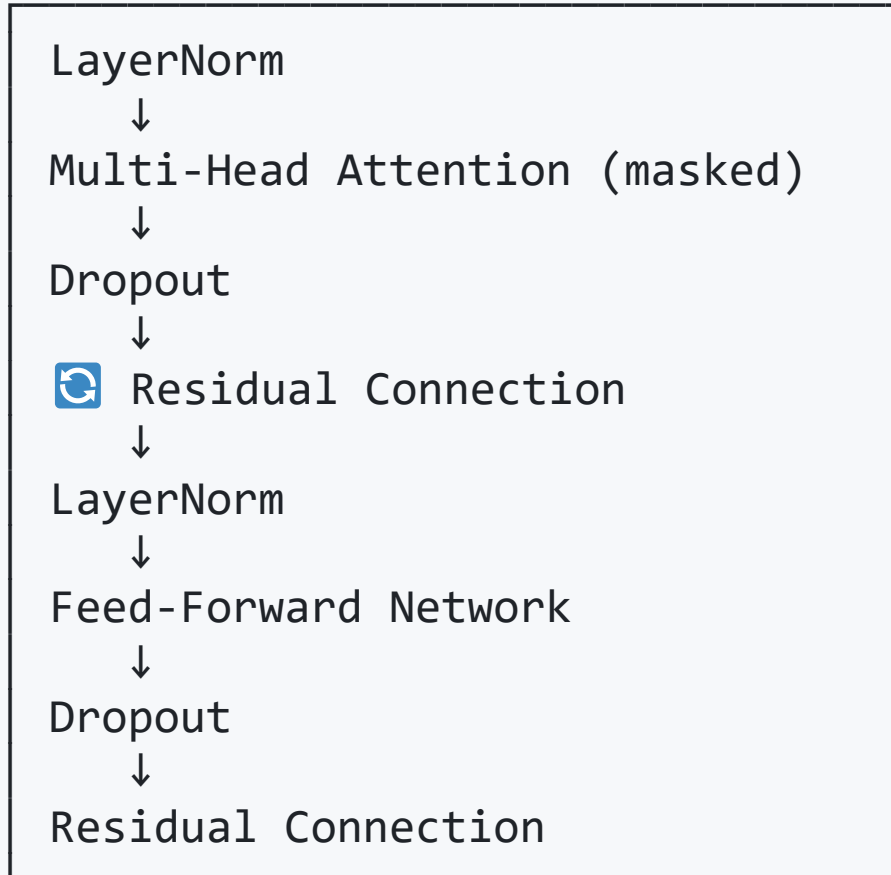 LayerNorm
↓
Multi-Head Attention (masked)
↓
Dropout
↓
🔄 Residual Connection
↓
LayerNorm
↓
Feed-Forward Network
↓
Dropout
↓
Residual Connection